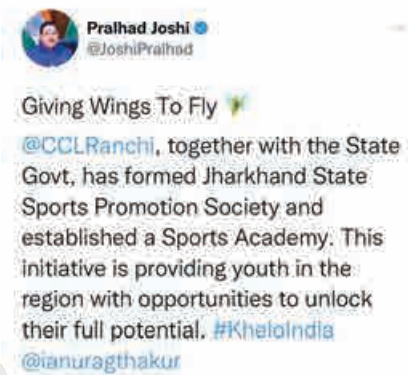 Pralhad Joshi
@JoshiPralhad
Giving Wings To Fly
@CCLRanchi, together with the State
Govt, has formed Jharkhand State
Sports Promotion Society and
established a Sports Academy. This
initiative is providing youth in the
region with opportunities to unlock
their full potential. #KheloIndia
@ianuragthakur